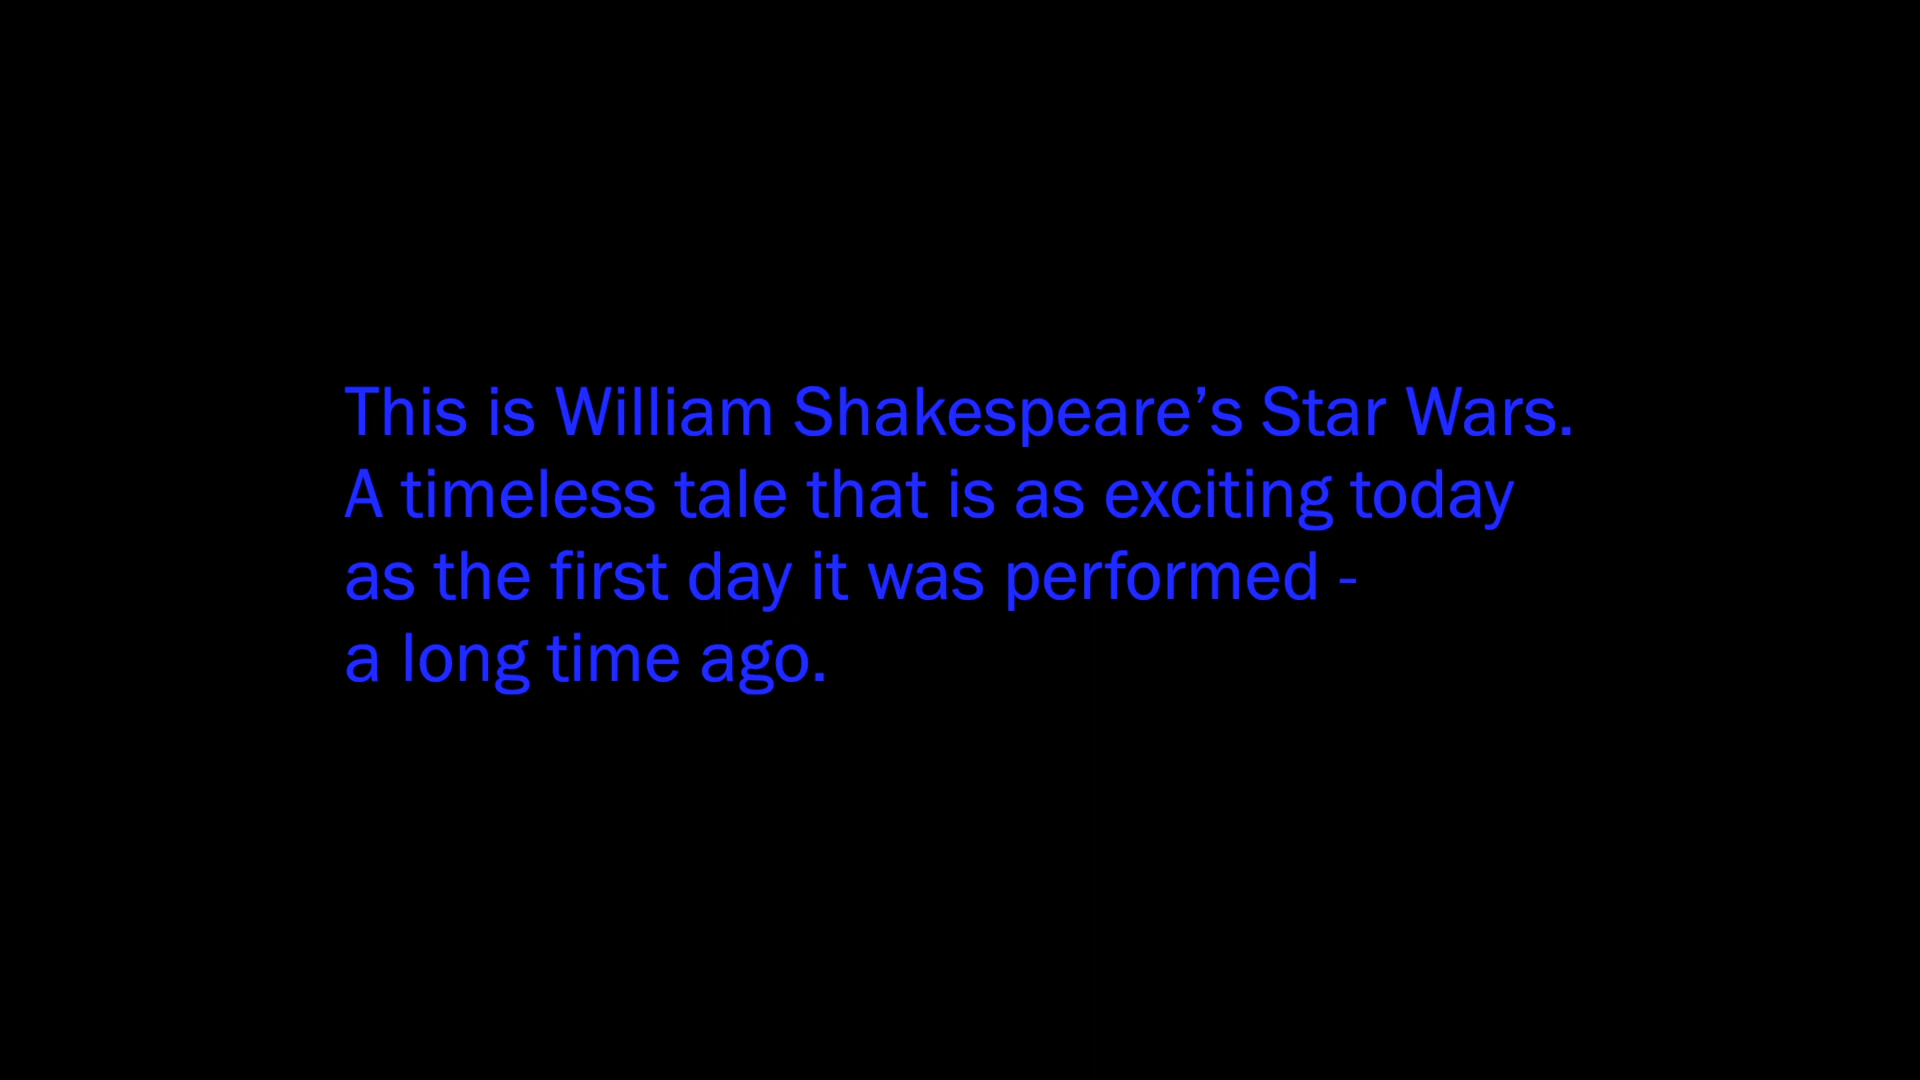 This is William Shakespeare’s Star Wars.
A timeless tale that is as exciting today
as the first day it was performed -
a long time ago.